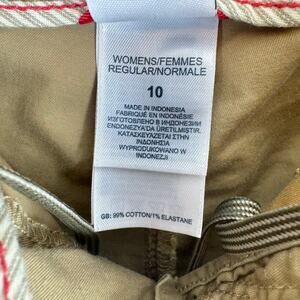 WOMENS/FEMMES
REGULAR/NORMALE
10
MADE IN INDONESIA
FABRIQUÉ EN INDONÉSIE
ИЗГОТОВЛЕНО В ИНДОНЕЗИИ
ENDONEZYA'DA ÜRETILMIŞTIR.
ΚΑΤΑΣΚΕΥΑΖΕΤΑΙ ΣΤΗΝ
ΙΝΔΟΝΗΣΙΑ
WYPRODUKOWANO W
INDONEZJI
GB: 99% COTTON/1% ELASTANE